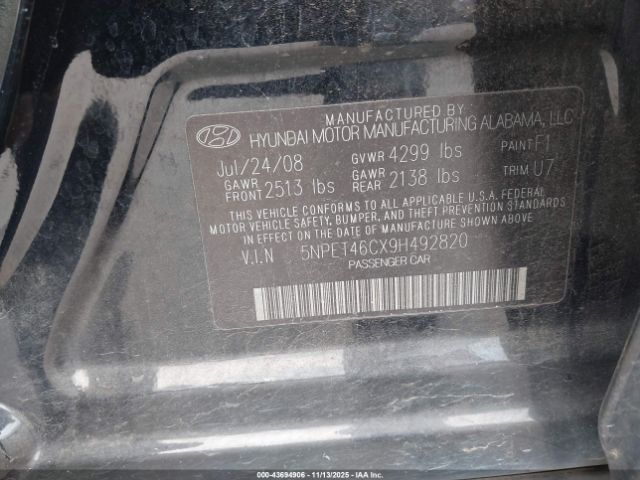 MANUFACTURED BY
HYUNDAI MOTOR MANUFACTURING ALABAMA, LLC
Jul/24/08 GVWR 4299 lbs PAINT F1
GAWR FRONT 2513 lbs GAWR REAR 2138 lbs TRIM U7
THIS VEHICLE CONFORMS TO ALL APPLICABLE U.S.A. FEDERAL
MOTOR VEHICLE SAFETY, BUMPER, AND THEFT PREVENTION STANDARDS
IN EFFECT ON THE DATE OF MANUFACTURE SHOWN ABOVE.
V.I.N 5NPET46CX9H492820
PASSENGER CAR
000-43694906 - 11/13/2025 - iaai.com